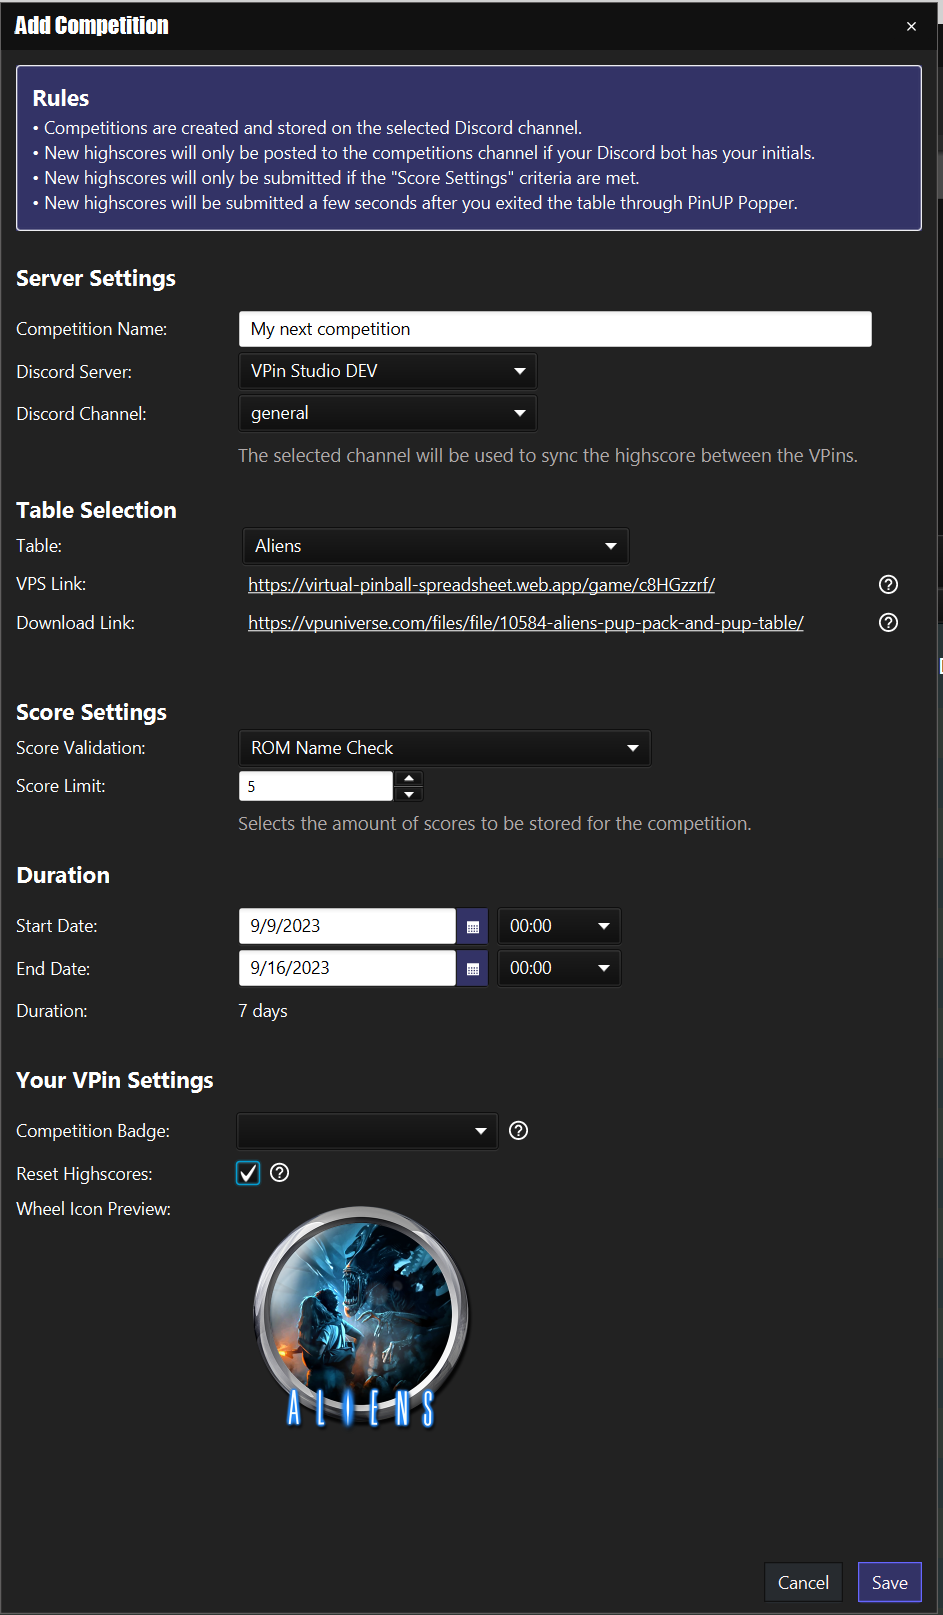 Add Competition
×
Rules
• Competitions are created and stored on the selected Discord channel.
• New highscores will only be posted to the competitions channel if your Discord bot has your initials.
• New highscores will only be submitted if the "Score Settings" criteria are met.
• New highscores will be submitted a few seconds after you exited the table through PinUP Popper.
Server Settings
Competition Name: My next competition
Discord Server: VPin Studio DEV
Discord Channel: general
The selected channel will be used to sync the highscore between the VPins.
Table Selection
Table: Aliens
VPS Link: https://virtual-pinball-spreadsheet.web.app/game/c8HGzzrf/ ?
Download Link: https://vpuniverse.com/files/file/10584-aliens-pup-pack-and-pup-table/ ?
Score Settings
Score Validation: ROM Name Check
Score Limit: 5
Selects the amount of scores to be stored for the competition.
Duration
Start Date: 9/9/2023 00:00
End Date: 9/16/2023 00:00
Duration: 7 days
Your VPin Settings
Competition Badge: ?
Reset Highscores: ?
Wheel Icon Preview:
ALIENS
Cancel Save